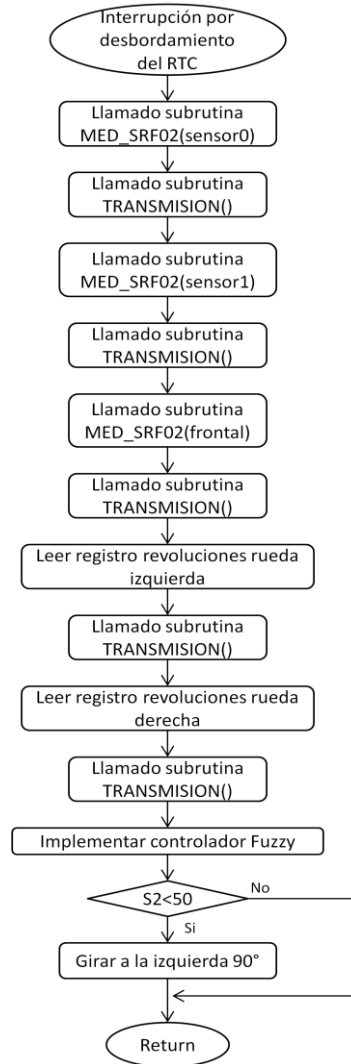 Interrupción por
desbordamiento
del RTC
Llamado subrutina
MED_SRF02(sensor0)
Llamado subrutina
TRANSMISION()
Llamado subrutina
MED_SRF02(sensor1)
Llamado subrutina
TRANSMISION()
Llamado subrutina
MED_SRF02(frontal)
Llamado subrutina
TRANSMISION()
Leer registro revoluciones rueda
izquierda
Llamado subrutina
TRANSMISION()
Leer registro revoluciones rueda
derecha
Llamado subrutina
TRANSMISION()
Implementar controlador Fuzzy
S2<50
No
Si
Girar a la izquierda 90°
Return